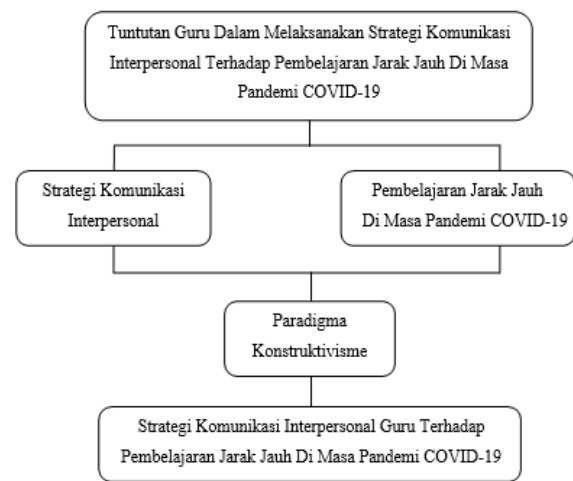 Tuntutan Guru Dalam Melaksanakan Strategi Komunikasi
Interpersonal Terhadap Pembelajaran Jarak Jauh Di Masa
Pandemi COVID-19
Strategi Komunikasi
Interpersonal
Pembelajaran Jarak Jauh
Di Masa Pandemi COVID-19
Paradigma
Konstruktivisme
Strategi Komunikasi Interpersonal Guru Terhadap
Pembelajaran Jarak Jauh Di Masa Pandemi COVID-19